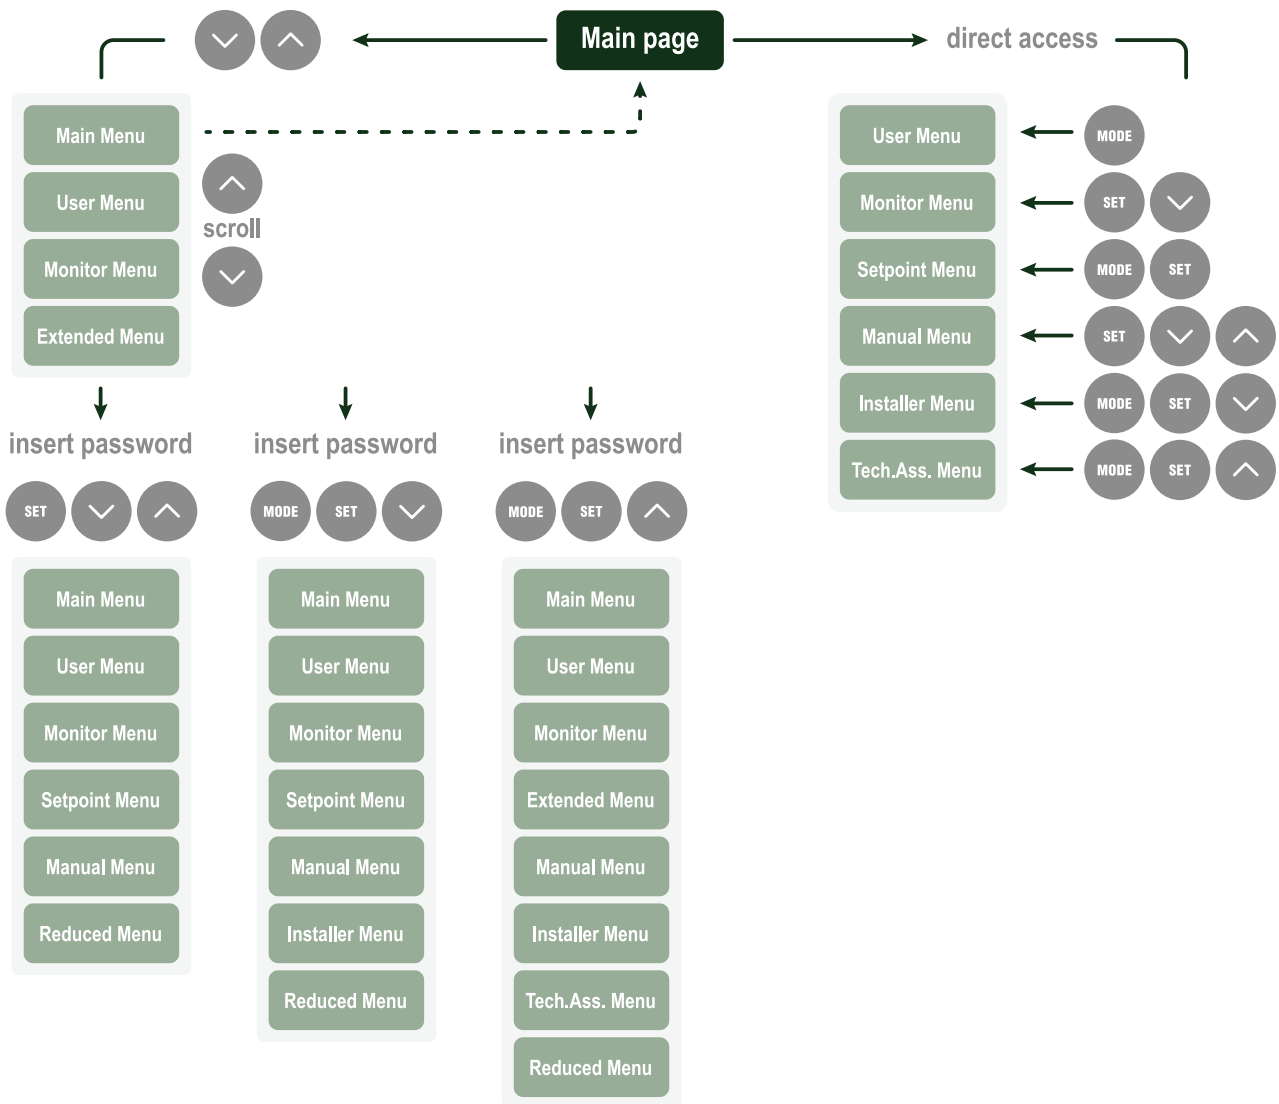 Main page
direct access
Main Menu
User Menu
Monitor Menu
Extended Menu
scroll
User Menu
MODE
Monitor Menu
SET
Setpoint Menu
MODE SET
Manual Menu
SET
Installer Menu
MODE SET
Tech.Ass. Menu
MODE SET
insert password
SET
Main Menu
User Menu
Monitor Menu
Setpoint Menu
Manual Menu
Reduced Menu
insert password
MODE SET
Main Menu
User Menu
Monitor Menu
Setpoint Menu
Manual Menu
Installer Menu
Reduced Menu
insert password
MODE SET
Main Menu
User Menu
Monitor Menu
Extended Menu
Manual Menu
Installer Menu
Tech.Ass. Menu
Reduced Menu